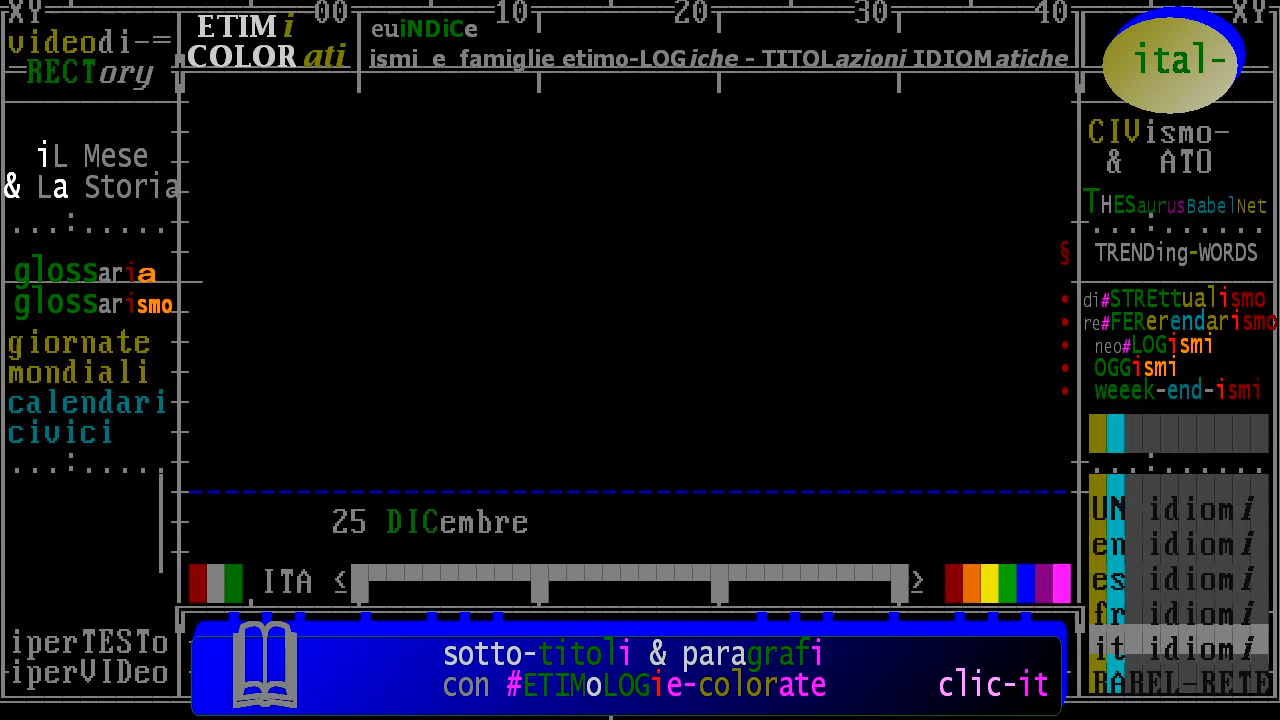 XY 00 10 20 30 40 XY
videodi-=
=RECTory
ETIMi
COLORati
euiNDiCe
ismi e famiglie etimo-LOGiche - TITOLazioni IDIOMatiche
ital-
iL Mese
& La Storia
...:.....
glossaria
glossarismo
giornate
mondiali
calendari
civici
...:.....
iperTESTo
-iperVIDeo
§
•
•
•
•
•
25 DICembre
ITA < >
sotto-titoli & paragrafi
con #ETIMoLOGie-colorate
clic-it
CIVismo-
& ATO
THESaurusBabelNet
...:......
TRENDing-WORDS
di#STREttualismo
re#FERerendarismo
neo#LOGismi
OGGismi
weeek-end-ismi
...:......
UN idiomi
en idiomi
es idiomi
fr idiomi
it idiomi
BABEL-RETE